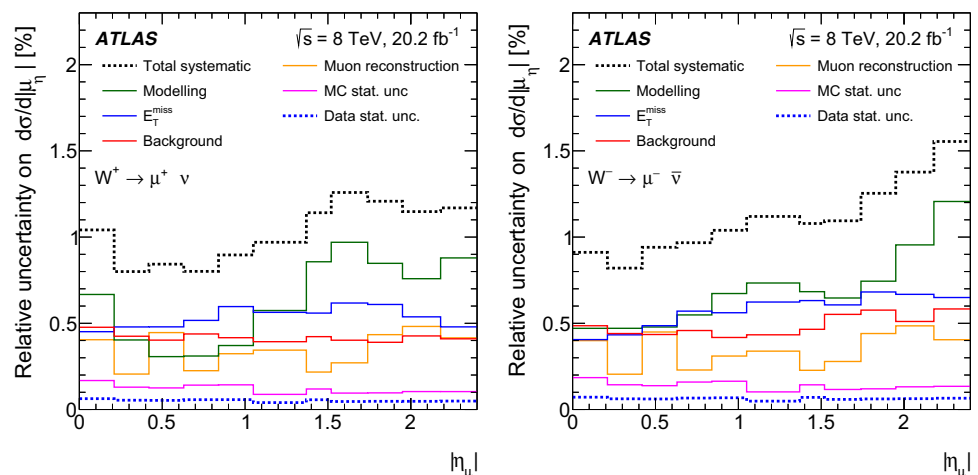 Relative uncertainty on dσ/d|η_μ| [%]
ATLAS
√s = 8 TeV, 20.2 fb⁻¹
Total systematic
Modelling
E_T^miss
Background
Muon reconstruction
MC stat. unc
Data stat. unc.
W⁺ → μ⁺ ν
2
1.5
1
0.5
0
0 0.5 1 1.5 2
|η_μ|
Relative uncertainty on dσ/d|η_μ| [%]
ATLAS
√s = 8 TeV, 20.2 fb⁻¹
Total systematic
Modelling
E_T^miss
Background
Muon reconstruction
MC stat. unc
Data stat. unc.
W⁻ → μ⁻ ν̄
2
1.5
1
0.5
0
0 0.5 1 1.5 2
|η_μ|